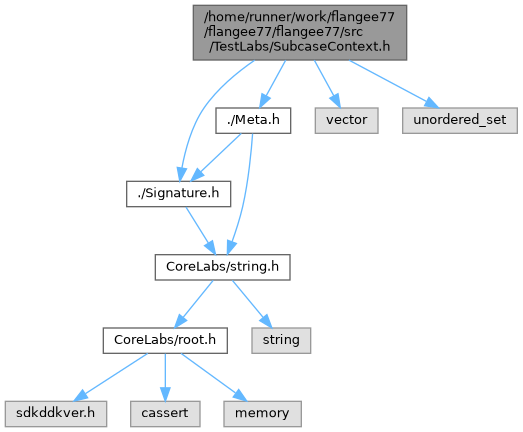 /home/runner/work/flangee77
/flangee77/flangee77/src
/TestLabs/SubcaseContext.h
./Meta.h
vector
unordered_set
./Signature.h
CoreLabs/string.h
CoreLabs/root.h
string
sdkddkver.h
cassert
memory